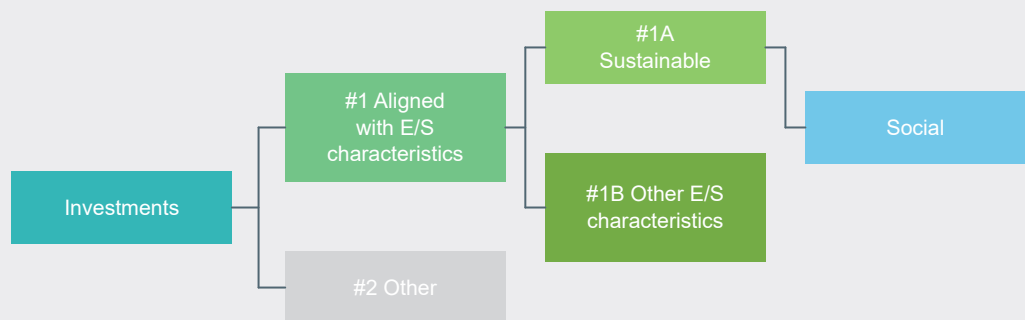 #1A
Sustainable
#1 Aligned
with E/S
characteristics
Social
#1B Other E/S
characteristics
Investments
#2 Other